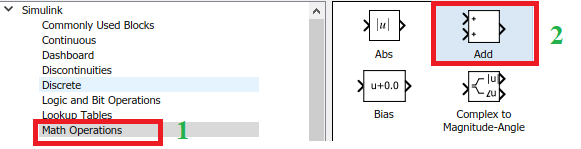 Simulink
Commonly Used Blocks
Continuous
Dashboard
Discontinuities
Discrete
Logic and Bit Operations
Lookup Tables
Math Operations
1
|u|
Abs
+
+
Add
2
u+0.0
Bias
|u|
∠u
Complex to
Magnitude-Angle